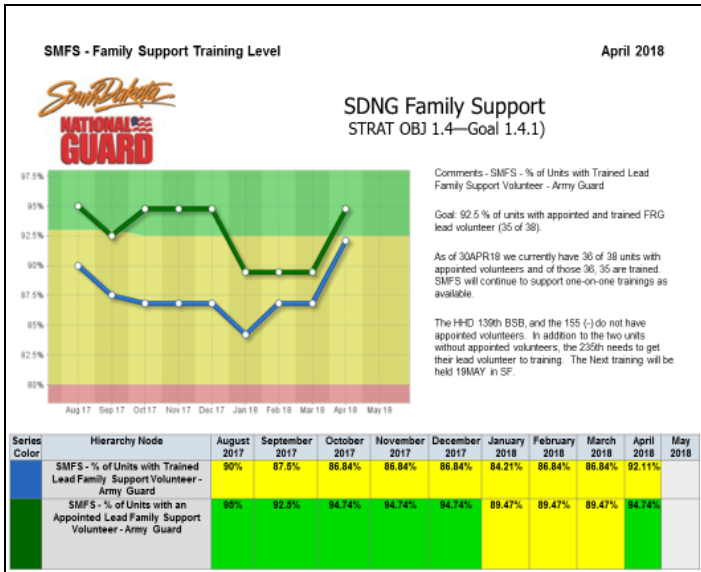 SMFS - Family Support Training Level
April 2018
South Dakota
NATIONAL
GUARD
SDNG Family Support
STRAT OBJ 1.4—Goal 1.4.1)
97.5%
95%
92.5%
90%
87.5%
85%
82.5%
80%
Aug 17 Sep 17 Oct 17 Nov 17 Dec 17 Jan 18 Feb 18 Mar 18 Apr 18 May 18
Comments - SMFS - % of Units with Trained Lead
Family Support Volunteer - Army Guard
Goal: 92.5 % of units with appointed and trained FRG
lead volunteer (35 of 38).
As of 30APR18 we currently have 36 of 38 units with
appointed volunteers and of those 36, 35 are trained.
SMFS will continue to support one-on-one trainings as
available.
The HHD 139th BSB, and the 155 (-) do not have
appointed volunteers. In addition to the two units
without appointed volunteers, the 235th needs to get
their lead volunteer to training. The Next training will be
held 19MAY in SF.
Series Color Hierarchy Node August 2017 September 2017 October 2017 November 2017 December 2017 January 2018 February 2018 March 2018 April 2018 May 2018
SMFS - % of Units with Trained Lead Family Support Volunteer - Army Guard 90% 87.5% 86.84% 86.84% 86.84% 84.21% 86.84% 86.84% 92.11%
SMFS - % of Units with an Appointed Lead Family Support Volunteer - Army Guard 95% 92.5% 94.74% 94.74% 94.74% 89.47% 89.47% 89.47% 94.74%